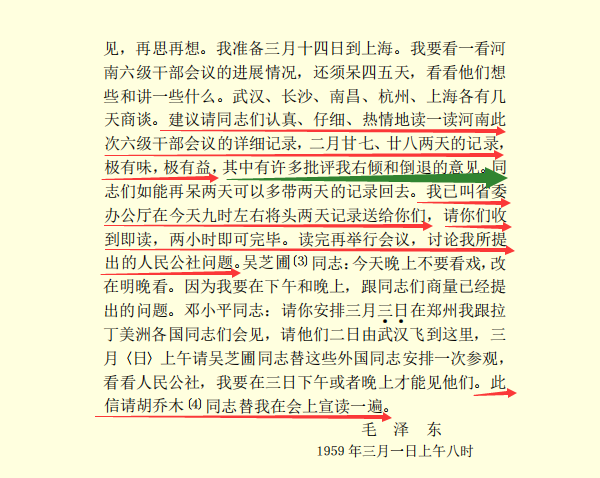 见，再思再想。我准备三月十四日到上海。我要看一看河
南六级干部会议的进展情况，还须呆四五天，看看他们想
些和讲一些什么。武汉、长沙、南昌、杭州、上海各有几
天商谈。建议请同志们认真、仔细、热情地读一读河南此
次六级干部会议的详细记录，二月廿七、廿八两天的记录，
极有味，极有益，其中有许多批评我右倾和倒退的意见。同
志们如能再呆两天可以多带两天的记录回去。我已叫省委
办公厅在今天九时左右将头两天记录送给你们，请你们收
到即读，两小时即可完毕。读完再举行会议，讨论我所提
出的人民公社问题。吴芝圃⑶同志：今天晚上不要看戏，改
在明晚看。因为我要在下午和晚上，跟同志们商量已经提
出的问题。邓小平同志：请你安排三月三日在郑州我跟拉
丁美洲各国同志们会见，请他们二日由武汉飞到这里，三
月〈日〉上午请吴芝圃同志替这些外国同志安排一次参观，
看看人民公社，我要在三日下午或者晚上才能见他们。此
信请胡乔木⑷同志替我在会上宣读一遍。
毛泽东
1959年三月一日上午八时